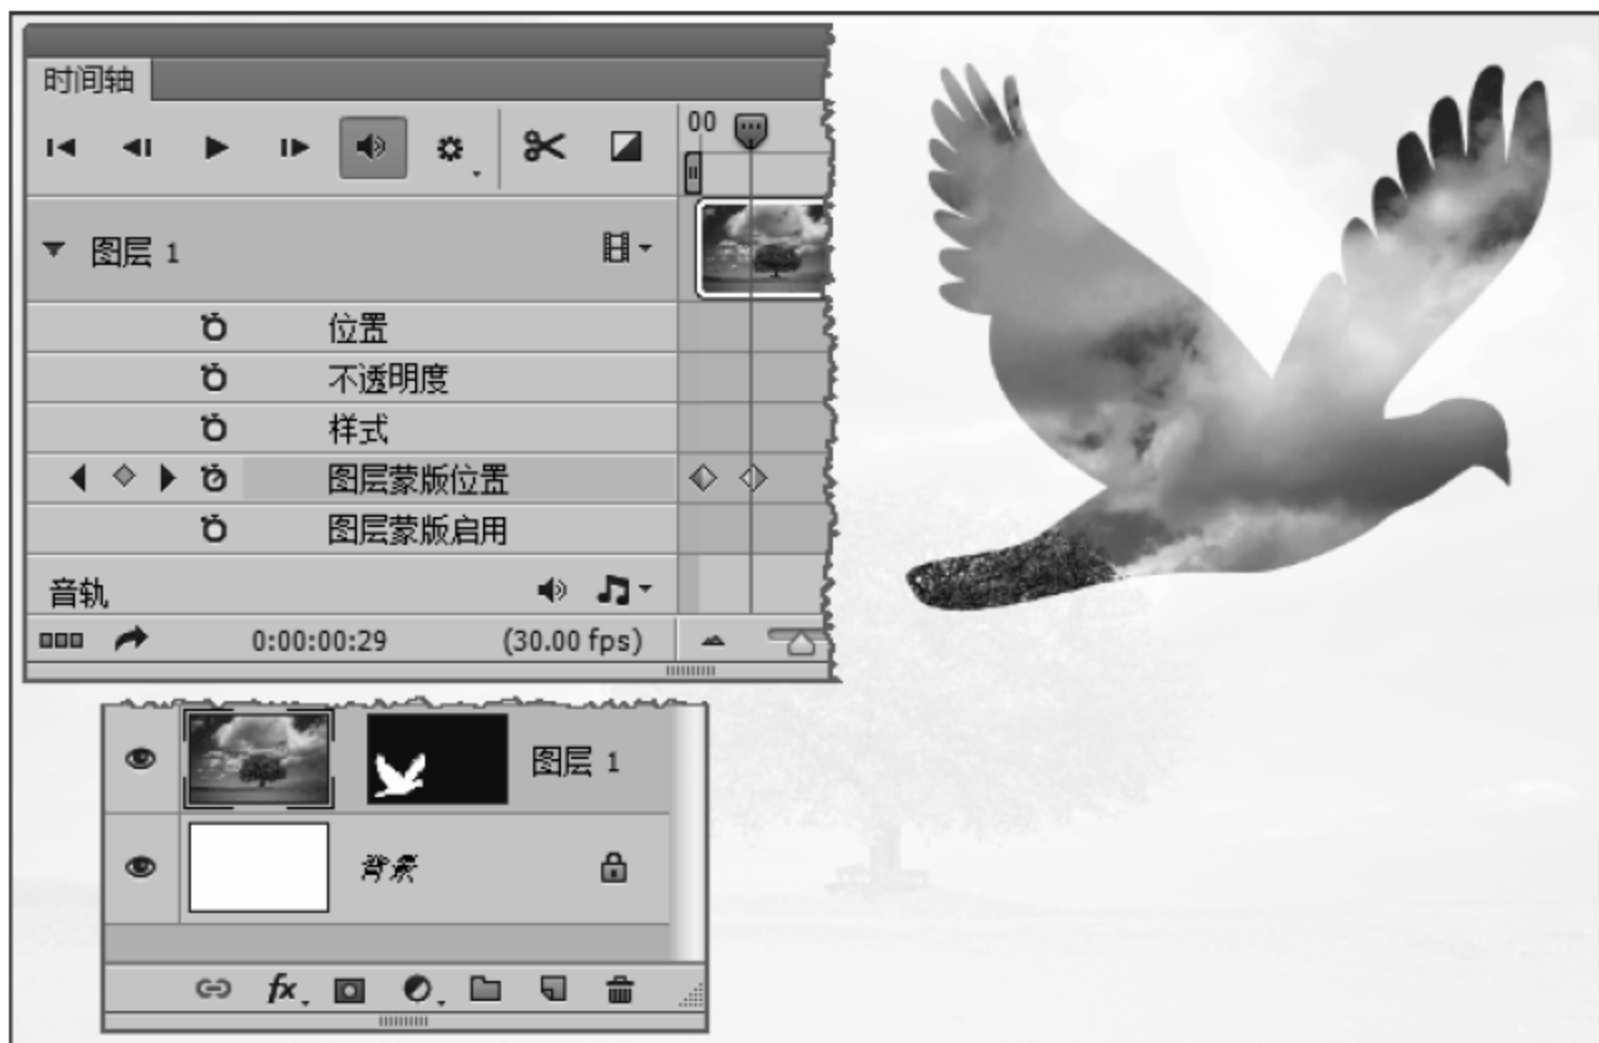 时间轴
00
图层 1
位置
不透明度
样式
图层蒙版位置
图层蒙版启用
音轨
0:00:00:29 (30.00 fps)
图层 1
背景
fx